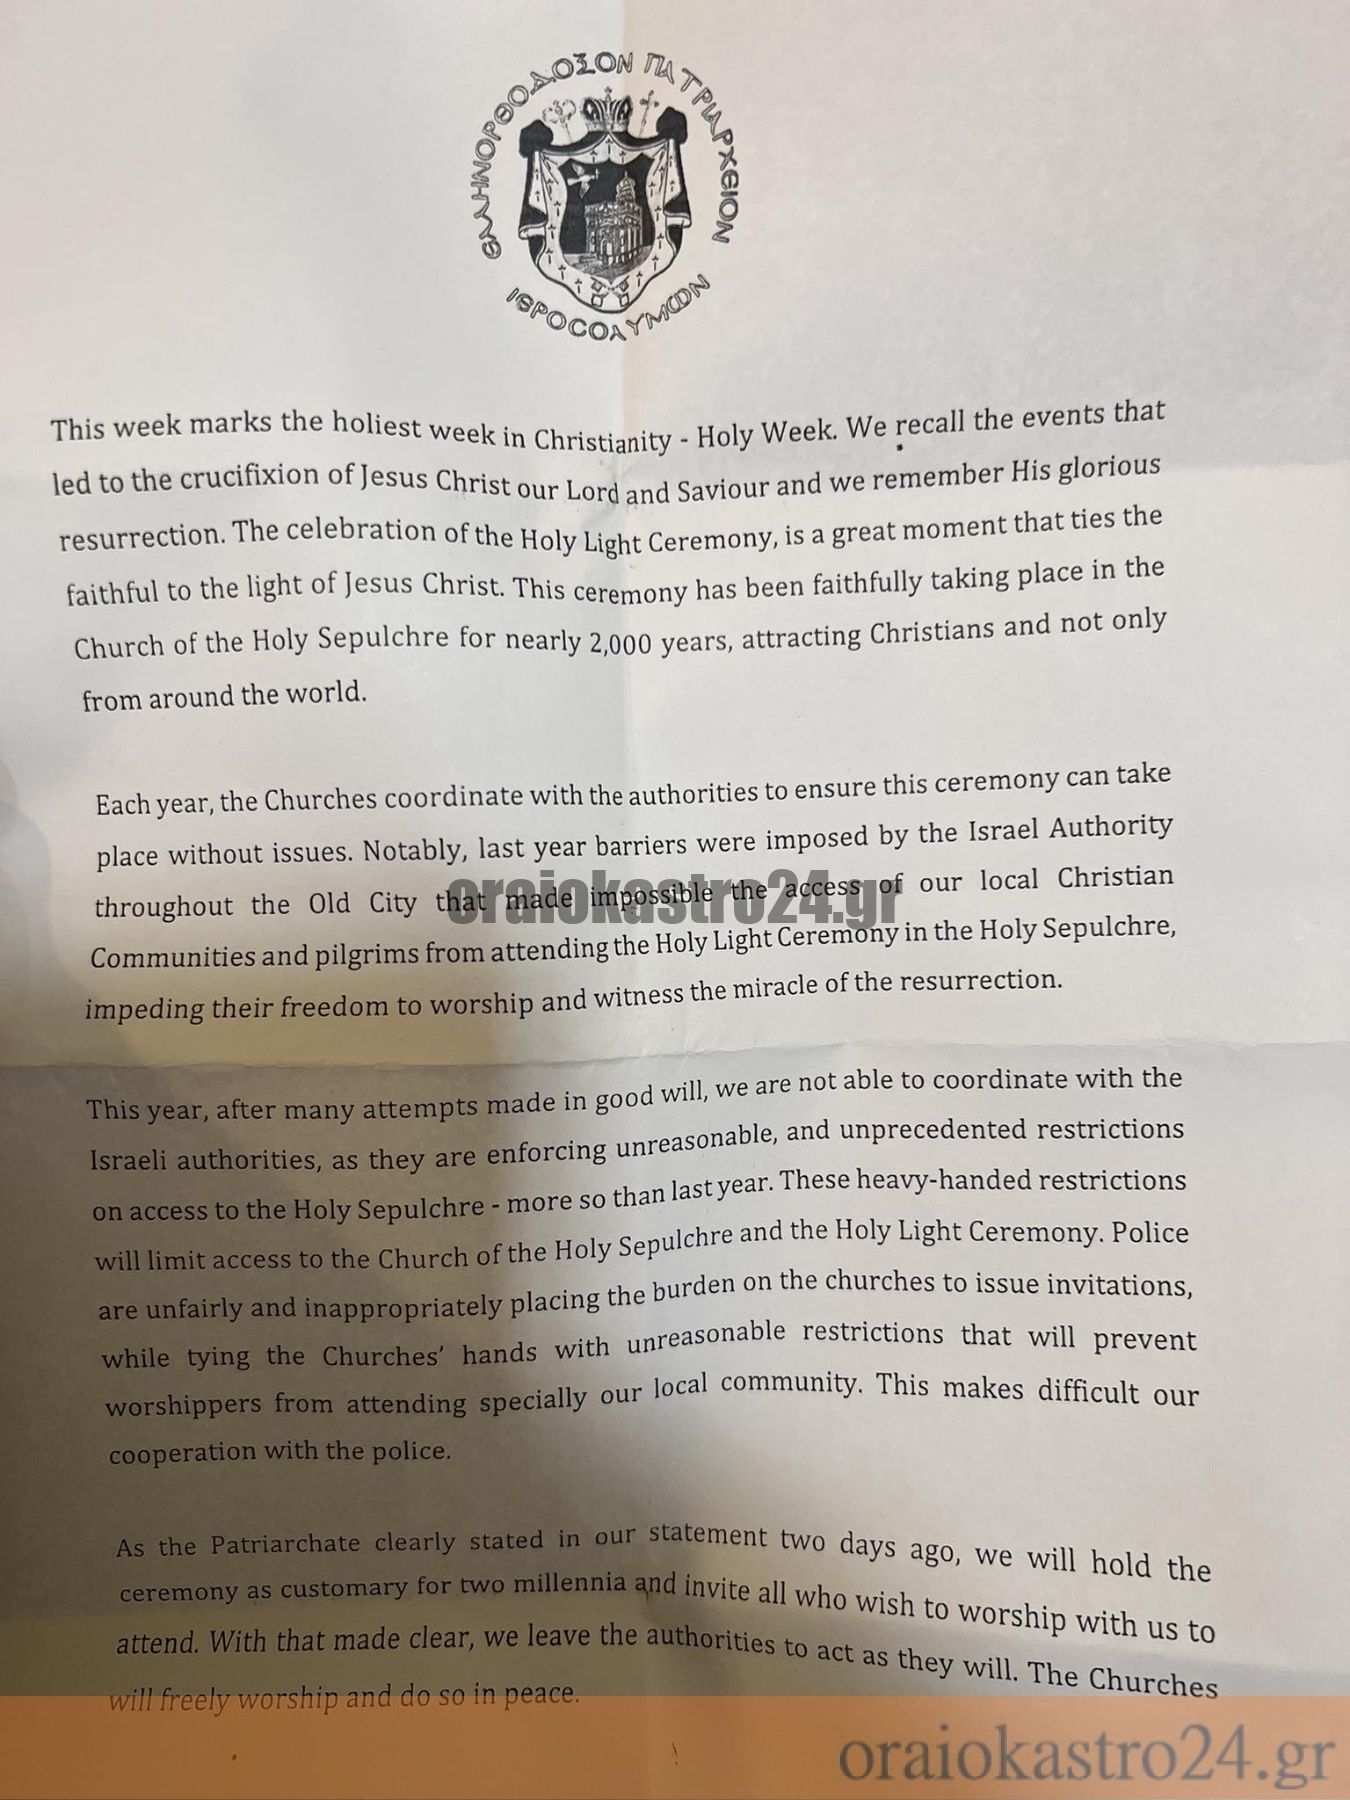 ΕΛΛΗΝΟΡΘΟΔΟΞΟΝ ΠΑΤΡΙΑΡΧΕΙΟΝ
ΙΕΡΟΣΟΛΥΜΩΝ
This week marks the holiest week in Christianity - Holy Week. We recall the events that
led to the crucifixion of Jesus Christ our Lord and Saviour and we remember His glorious
resurrection. The celebration of the Holy Light Ceremony, is a great moment that ties the
faithful to the light of Jesus Christ. This ceremony has been faithfully taking place in the
Church of the Holy Sepulchre for nearly 2,000 years, attracting Christians and not only
from around the world.
Each year, the Churches coordinate with the authorities to ensure this ceremony can take
place without issues. Notably, last year barriers were imposed by the Israel Authority
throughout the Old City that made impossible the access of our local Christian
oraiokastro24.gr
Communities and pilgrims from attending the Holy Light Ceremony in the Holy Sepulchre,
impeding their freedom to worship and witness the miracle of the resurrection.
This year, after many attempts made in good will, we are not able to coordinate with the
Israeli authorities, as they are enforcing unreasonable, and unprecedented restrictions
on access to the Holy Sepulchre - more so than last year. These heavy-handed restrictions
will limit access to the Church of the Holy Sepulchre and the Holy Light Ceremony. Police
are unfairly and inappropriately placing the burden on the churches to issue invitations,
while tying the Churches' hands with unreasonable restrictions that will prevent
worshippers from attending specially our local community. This makes difficult our
cooperation with the police.
As the Patriarchate clearly stated in our statement two days ago, we will hold the
ceremony as customary for two millennia and invite all who wish to worship with us to
attend. With that made clear, we leave the authorities to act as they will. The Churches
will freely worship and do so in peace.
oraiokastro24.gr